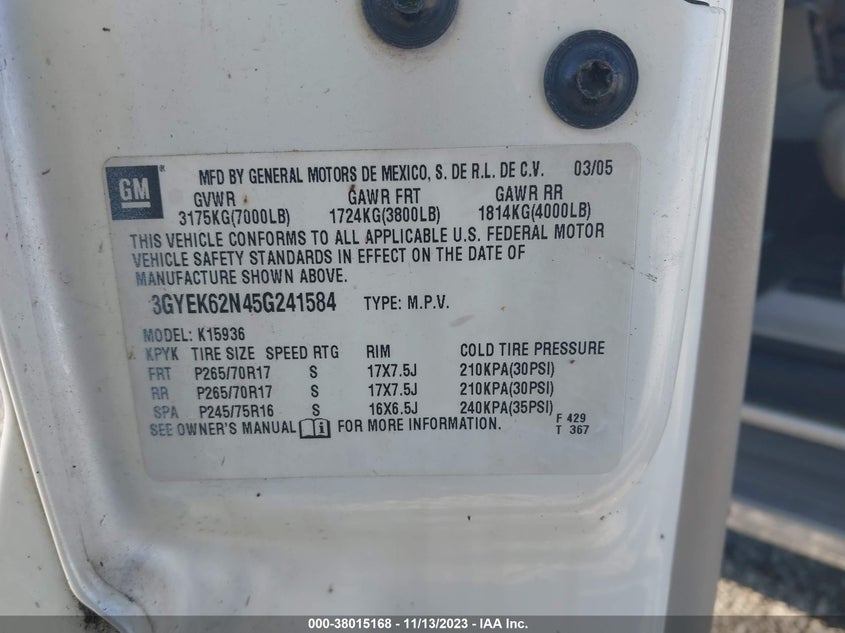 GM MFD BY GENERAL MOTORS DE MEXICO, S. DE R.L. DE C.V. 03/05
GVWR GAWR FRT GAWR RR
3175KG(7000LB) 1724KG(3800LB) 1814KG(4000LB)
THIS VEHICLE CONFORMS TO ALL APPLICABLE U.S. FEDERAL MOTOR
VEHICLE SAFETY STANDARDS IN EFFECT ON THE DATE OF
MANUFACTURE SHOWN ABOVE.
3GYEK62N45G241584 TYPE: M.P.V.
MODEL: K15936
KPYK TIRE SIZE SPEED RTG RIM COLD TIRE PRESSURE
FRT P265/70R17 S 17X7.5J 210KPA(30PSI)
RR P265/70R17 S 17X7.5J 210KPA(30PSI)
SPA P245/75R16 S 16X6.5J 240KPA(35PSI)
SEE OWNER'S MANUAL FOR MORE INFORMATION.
F 429
T 367
000-38015168 - 11/13/2023 - IAA Inc.